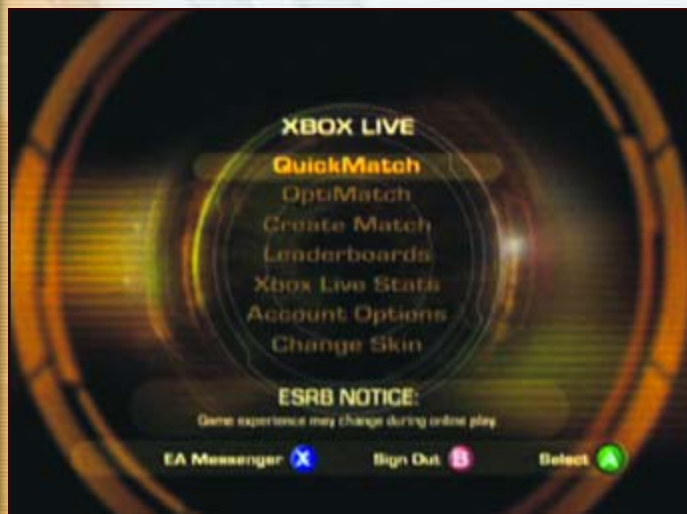 XBOX LIVE
QuickMatch
OptiMatch
Create Match
Leaderboards
Xbox Live Stats
Account Options
Change Skin
ESRB NOTICE:
Game experience may change during online play.
EA Messenger X Sign Out B Select A